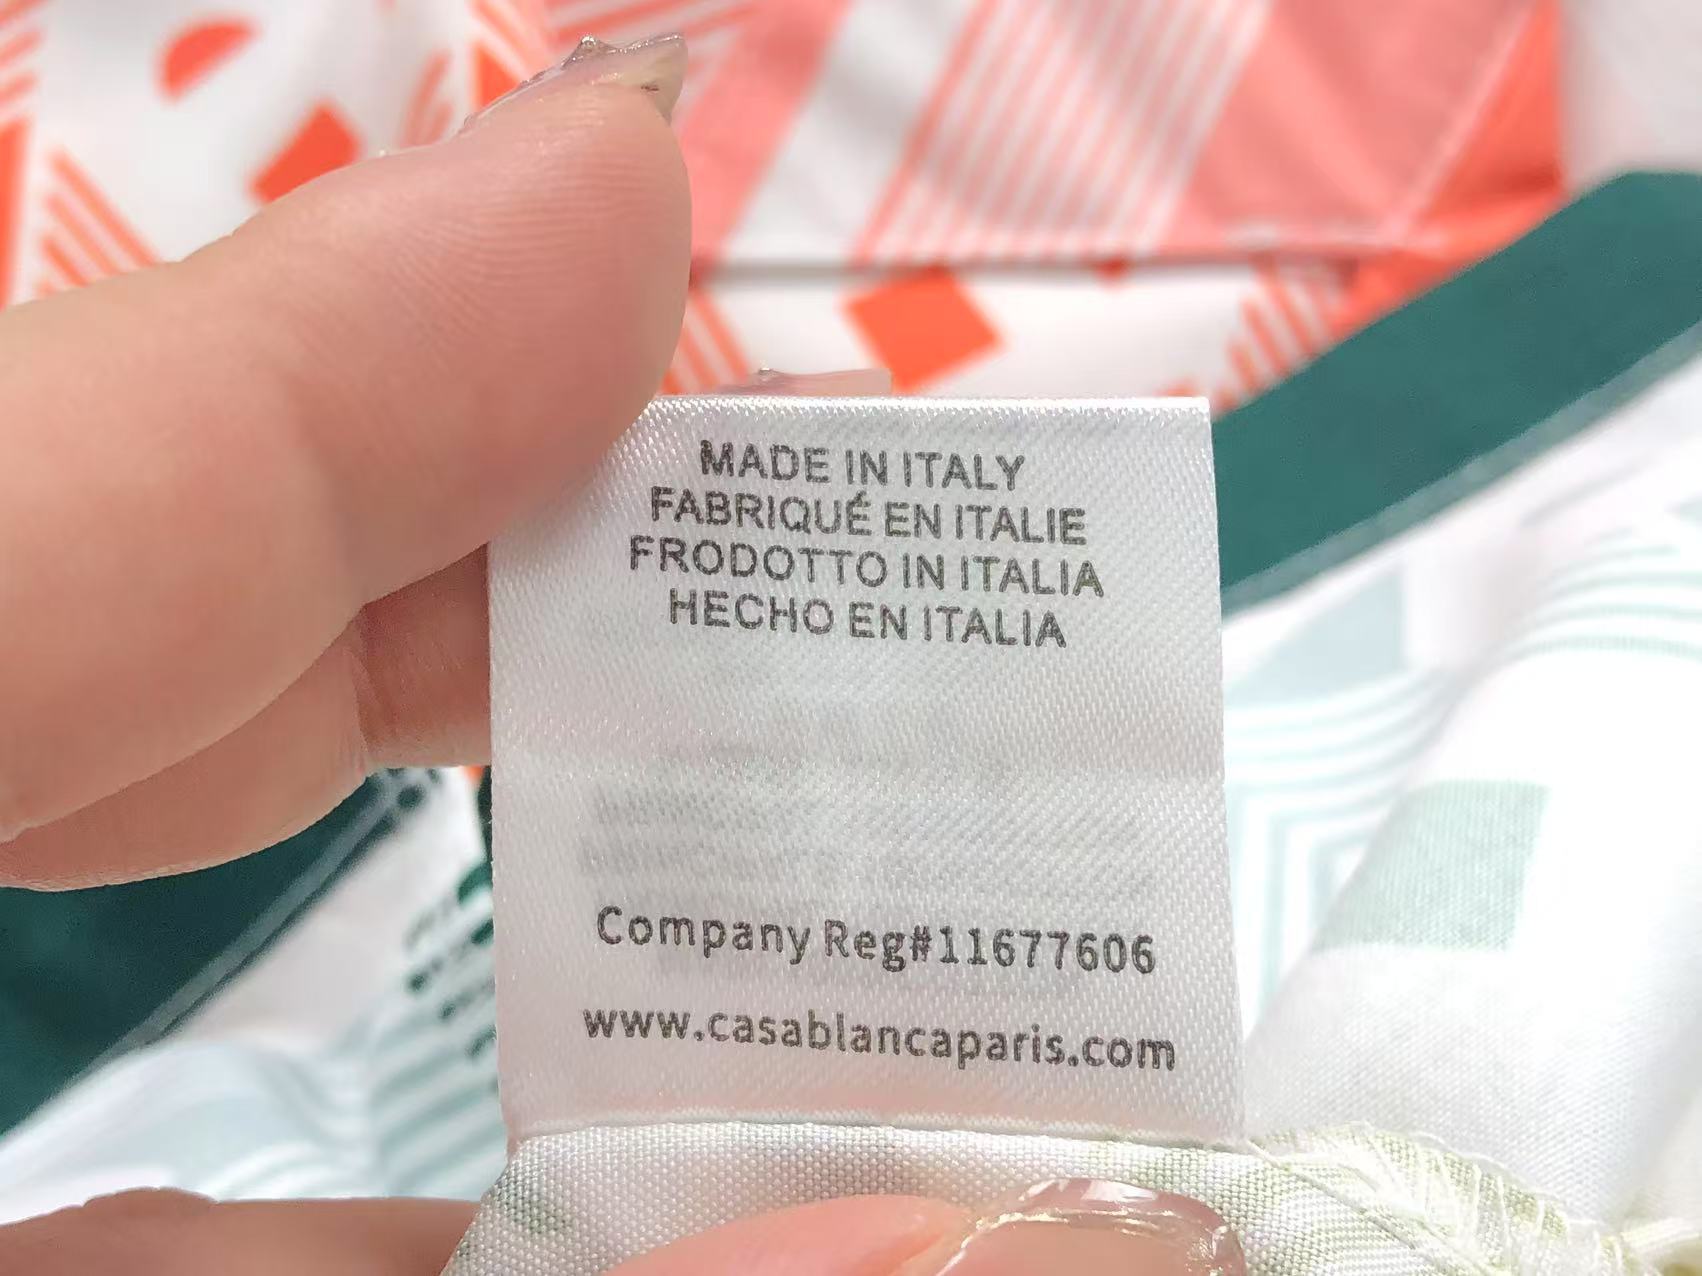 MADE IN ITALY
FABRIQUÉ EN ITALIE
FRODOTTO IN ITALIA
HECHO EN ITALIA
Company Reg#11677606
www.casablancaparis.com